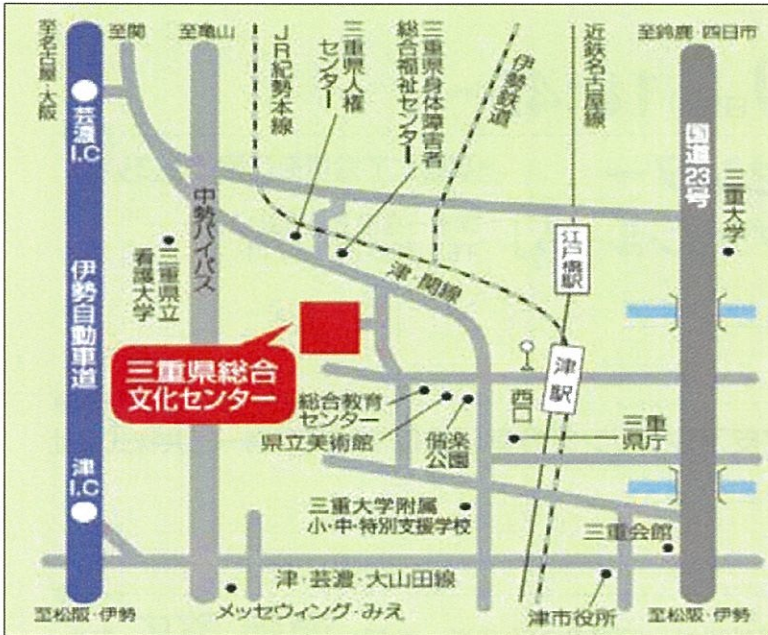 至名古屋・大阪
至関
至亀山
JR紀勢本線
三重県人権
センター
三重県身体障害者
総合福祉センター
伊勢鉄道
近鉄名古屋線
至鈴鹿・四日市
芸濃
I.C
国道23号
三重大学
中勢バイパス
三重県立
看護大学
江戸橋駅
津・関線
伊勢自動車道
三重県総合
文化センター
津駅
西口
総合教育
センター
県立美術館
偕楽
公園
三重
県庁
津
I.C
三重大学附属
小・中・特別支援学校
三重会館
津・芸濃・大山田線
至松阪・伊勢
メッセウィング・みえ
津市役所
至松阪・伊勢